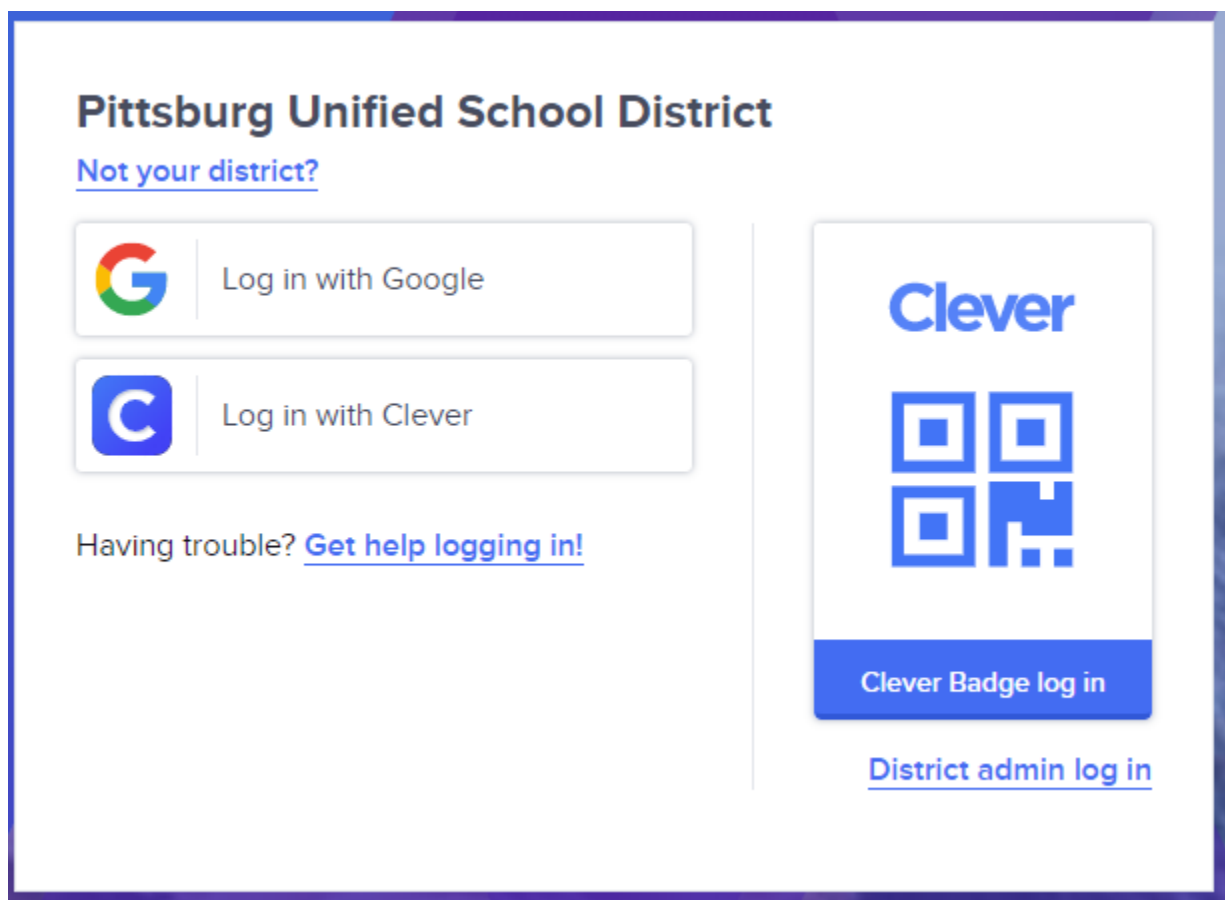 Pittsburg Unified School District
Not your district?
Log in with Google
Log in with Clever
Having trouble? Get help logging in!
Clever
Clever Badge log in
District admin log in